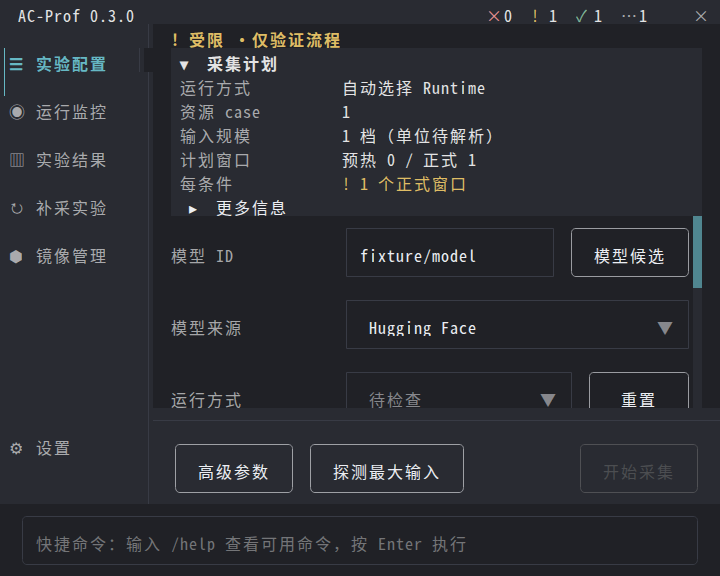 AC-Prof 0.3.0 ×0 ! 1 ✓ 1 …1 ×
! 受限 ·仅验证流程
☰ 实验配置
▼ 采集计划
运行方式 自动选择 Runtime
资源 case 1
输入规模 1 档（单位待解析）
计划窗口 预热 0 / 正式 1
每条件 ! 1 个正式窗口
▶ 更多信息
◉ 运行监控
▥ 实验结果
↻ 补采实验
⬢ 镜像管理
模型 ID fixture/model 模型候选
模型来源 Hugging Face ▼
运行方式 待检查 ▼ 重置
⚙ 设置
高级参数 探测最大输入 开始采集
快捷命令：输入 /help 查看可用命令，按 Enter 执行